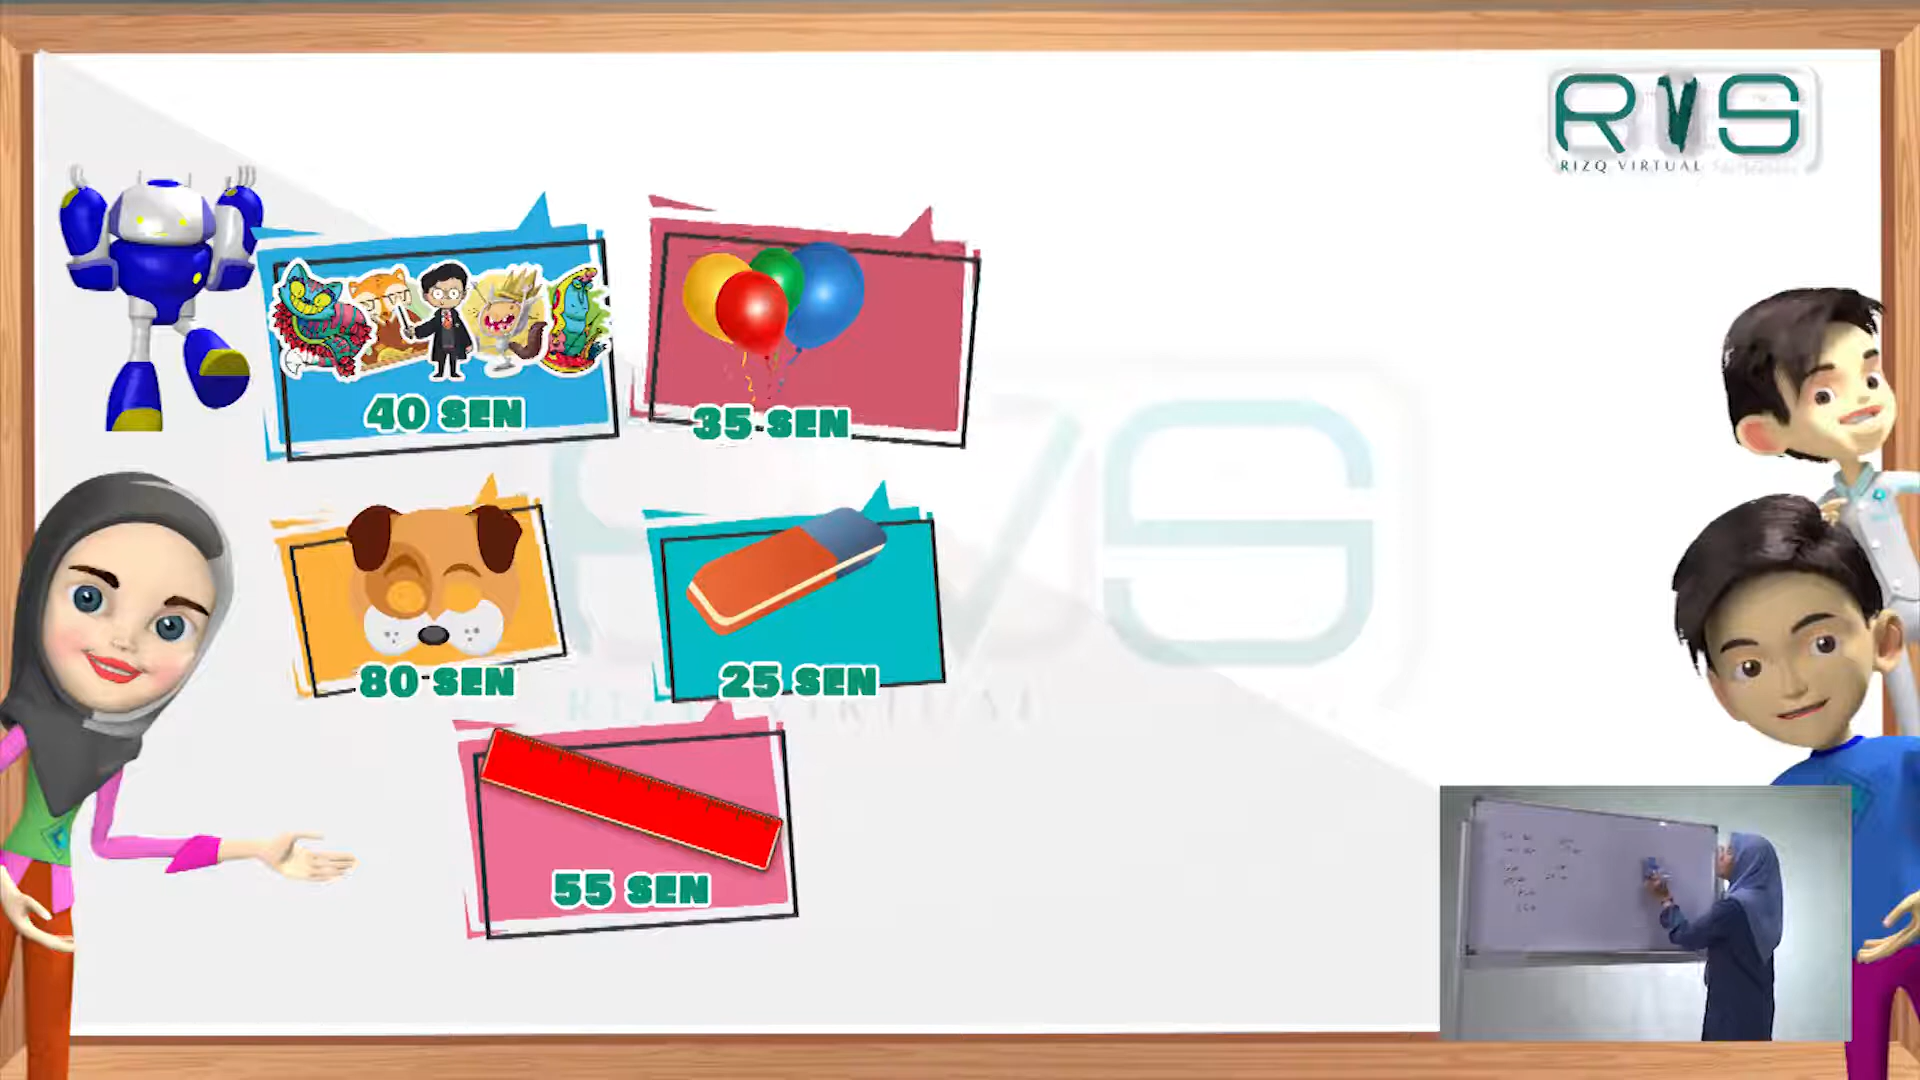 RVS
RIZQ VIRTUAL
40 SEN
35 SEN
80 SEN
25 SEN
55 SEN